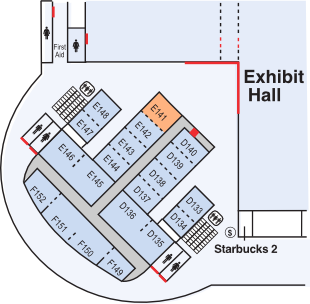 First
Aid
Exhibit
Hall
E148
E147
E141
E142
E143
E144
E146
E145
D140
D139
D138
D137
D136
D135
D133
D134
F152
F151
F150
F149
$
Starbucks 2